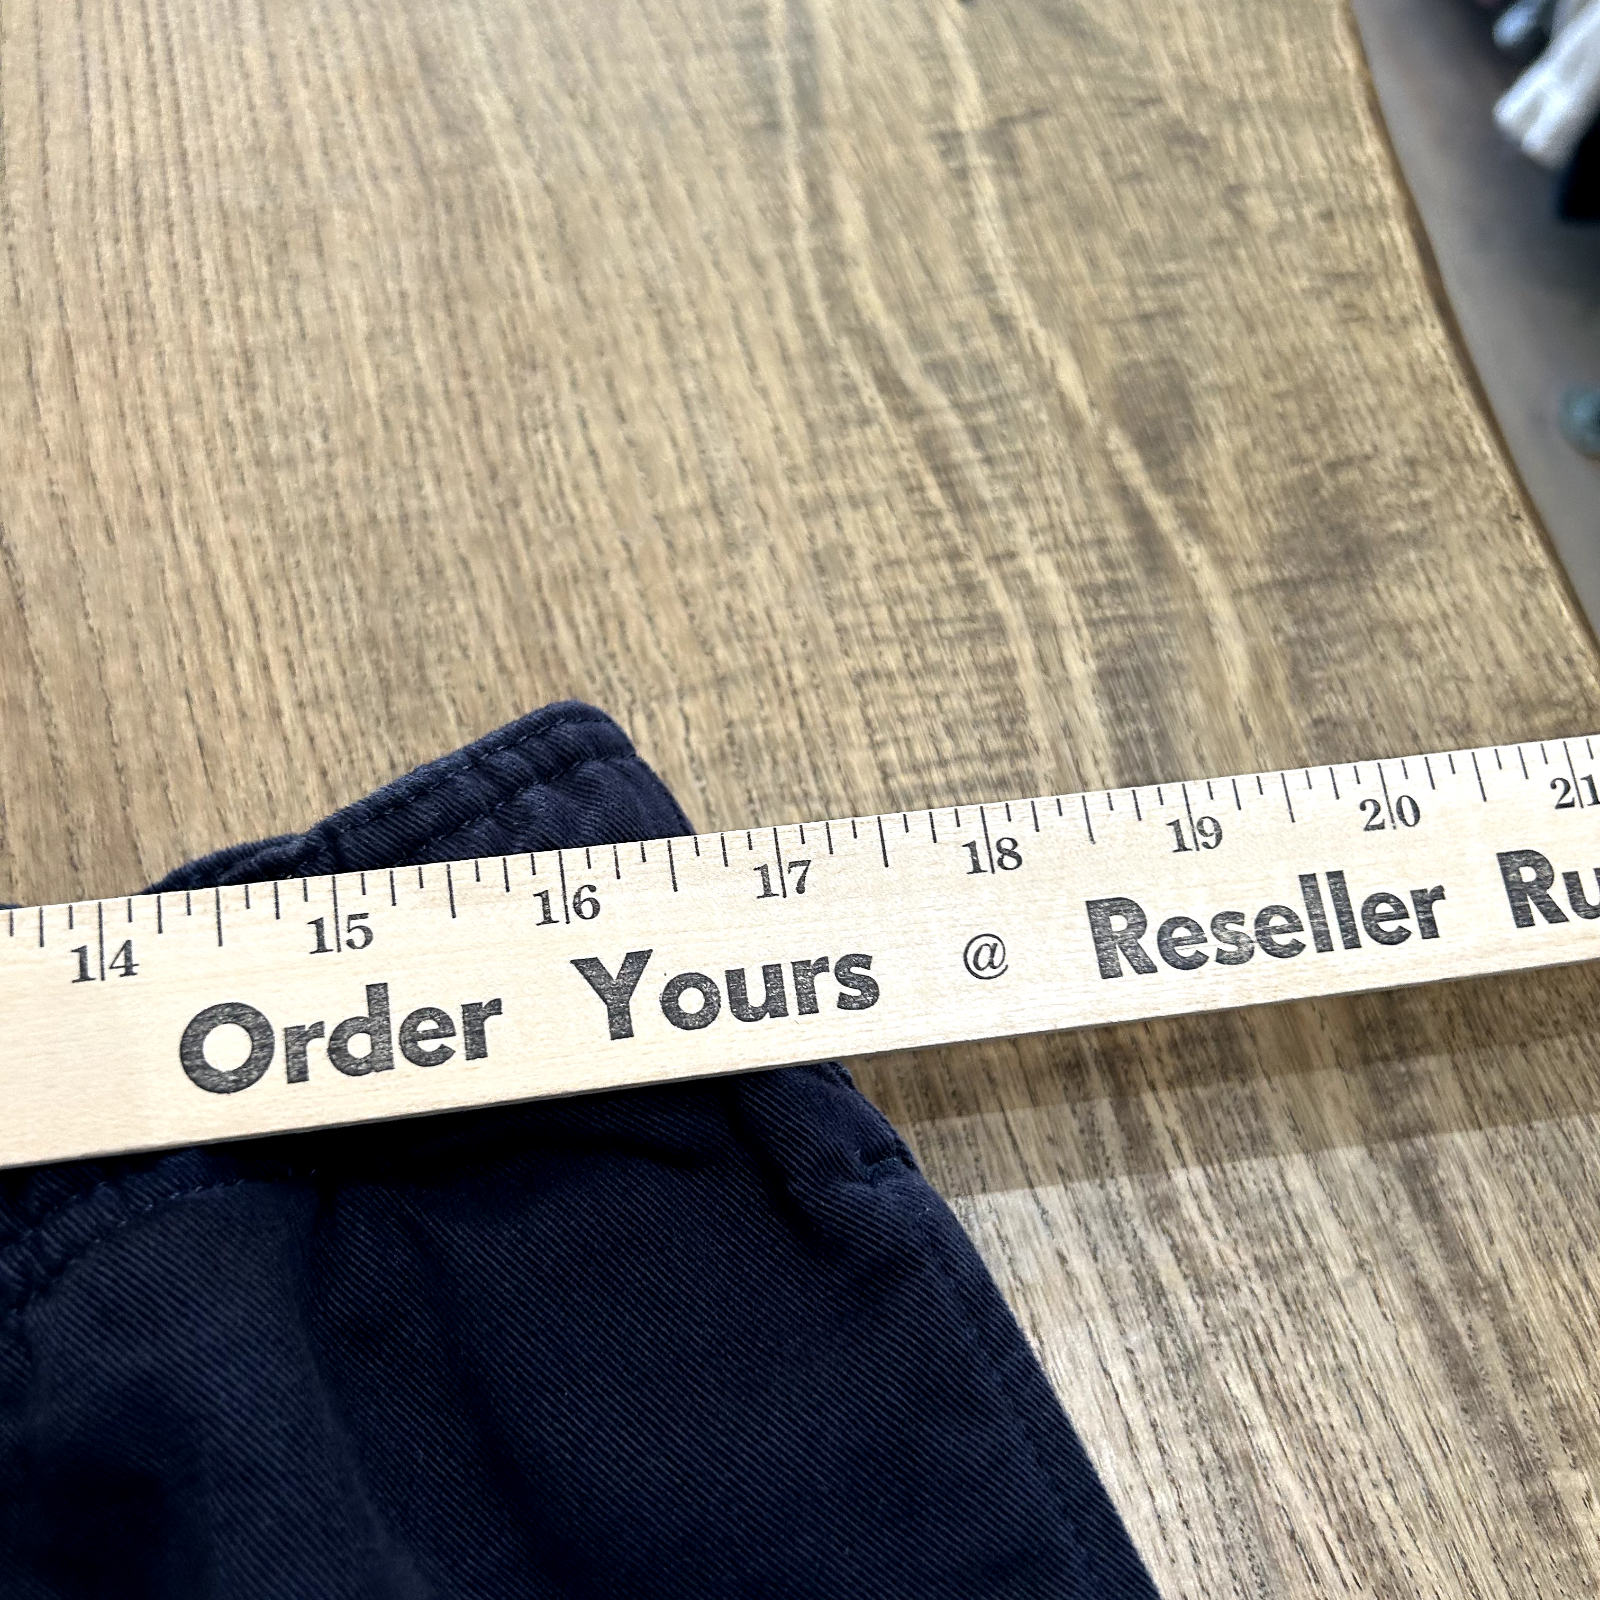 14 15 16 17 18 19 20 21
Order Yours @ Reseller Ru